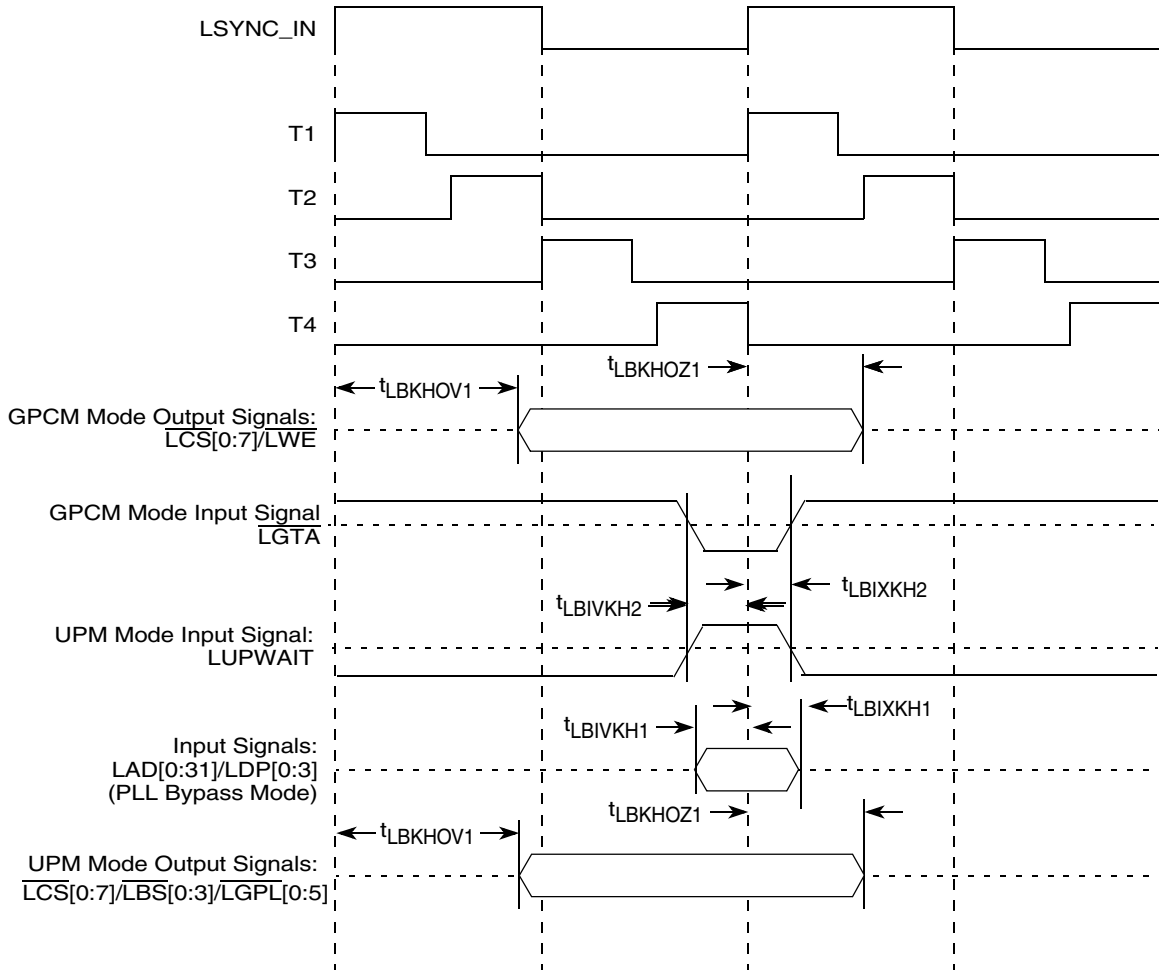 LSYNC_IN
T1
T2
T3
T4
tLBKHOZ1
tLBKHOV1
GPCM Mode Output Signals:
LCS[0:7]/LWE
GPCM Mode Input Signal
LGTA
tLBIXKH2
tLBIVKH2
UPM Mode Input Signal:
LUPWAIT
tLBIXKH1
tLBIVKH1
Input Signals:
LAD[0:31]/LDP[0:3]
(PLL Bypass Mode)
tLBKHOZ1
tLBKHOV1
UPM Mode Output Signals:
LCS[0:7]/LBS[0:3]/LGPL[0:5]